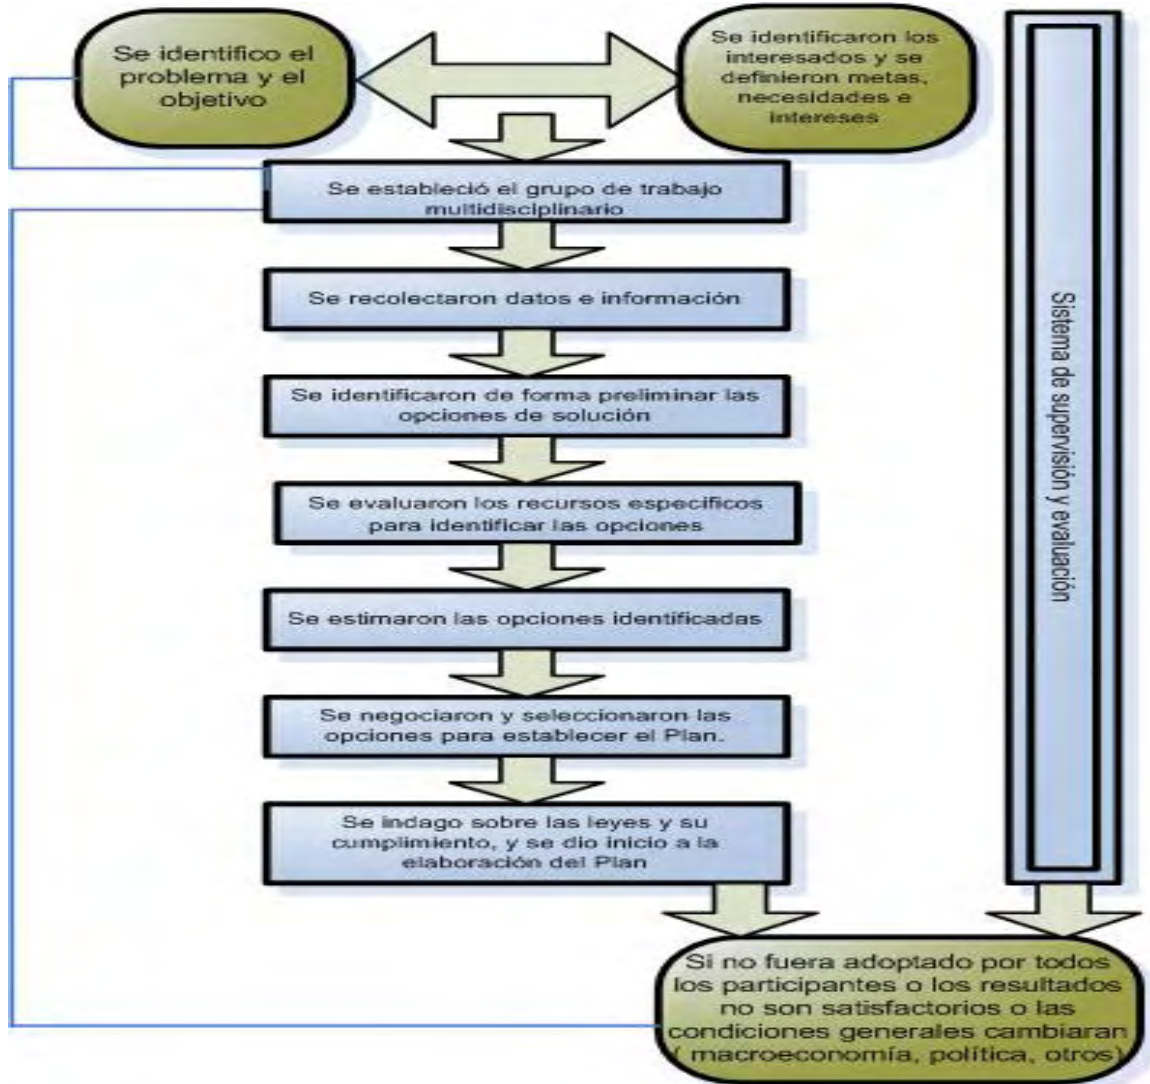 Se identifico el
problema y el
objetivo
Se identificaron los
interesados y se
definieron metas,
necesidades e
intereses
Se estableció el grupo de trabajo
multidisciplinario
Se recolectaron datos e información
Se identificaron de forma preliminar las
opciones de solución
Se evaluaron los recursos específicos
para identificar las opciones
Se estimaron las opciones identificadas
Se negociaron y seleccionaron las
opciones para establecer el Plan.
Se indago sobre las leyes y su
cumplimiento, y se dio inicio a la
elaboración del Plan
Sistema de supervisión y evaluación
Si no fuera adoptado por todos
los participantes o los resultados
no son satisfactorios o las
condiciones generales cambiaran
( macroeconomía, política, otros)